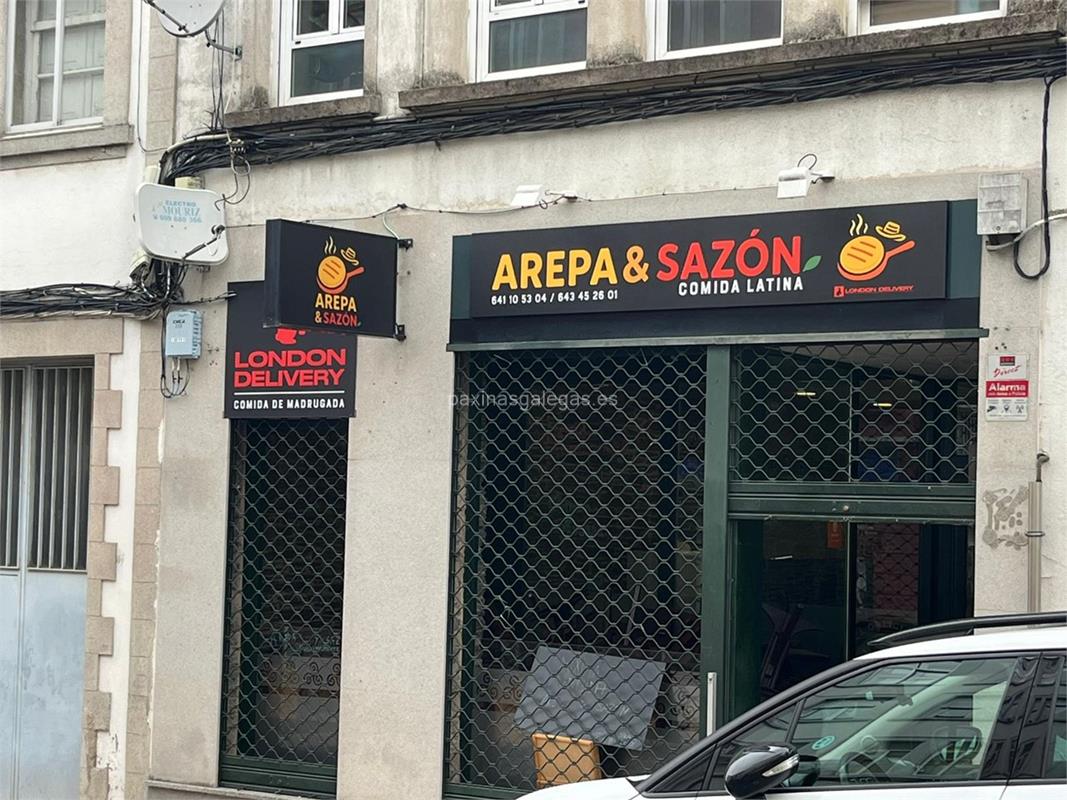 ELECTRO
MOURIZ
AREPA
& SAZÓN
LONDON
DELIVERY
COMIDA DE MADRUGADA
AREPA & SAZÓN
641 10 53 04 / 643 45 26 01
COMIDA LATINA
LONDON DELIVERY
paxinasgalegas.es
Direct
Alarma